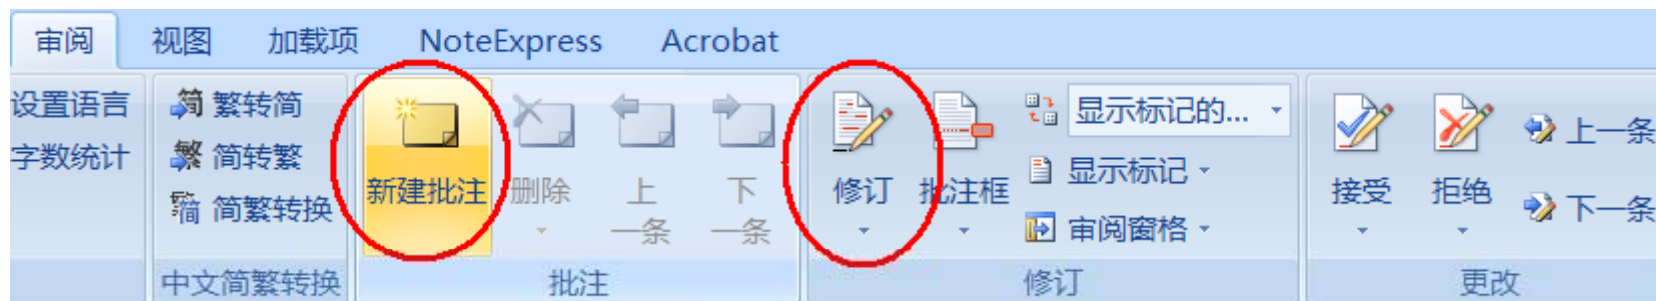 审阅 视图 加载项 NoteExpress Acrobat
设置语言
字数统计
繁转简
简转繁
简繁转换
中文简繁转换
新建批注
删除
上一条
下一条
批注
修订
批注框
显示标记的...
显示标记
审阅窗格
修订
接受
拒绝
上一条
下一条
更改